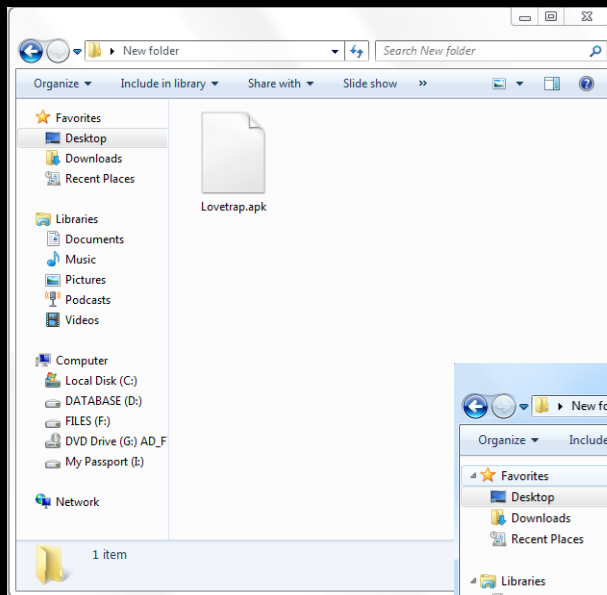 New folder
Search New folder
Organize Include in library Share with Slide show »
Favorites
Desktop
Downloads
Recent Places
Lovetrap.apk
Libraries
Documents
Music
Pictures
Podcasts
Videos
Computer
Local Disk (C:)
DATABASE (D:)
FILES (F:)
DVD Drive (G:) AD_F
My Passport (I:)
Network
1 item
New fo
Organize Include
Favorites
Desktop
Downloads
Recent Places
Libraries